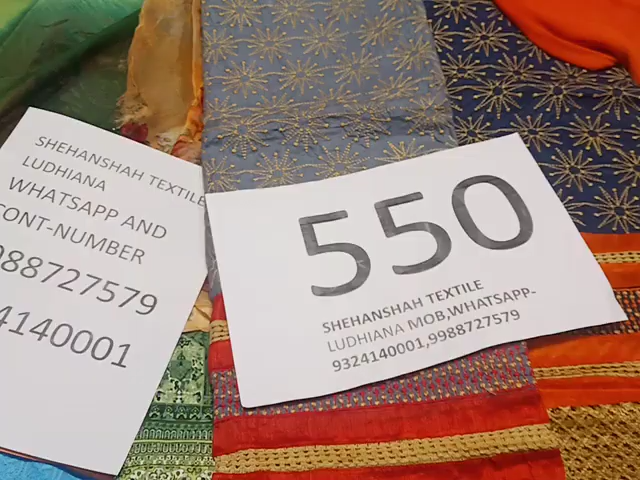 SHEHANSHAH TEXTILE
LUDHIANA
WHATSAPP AND
CONT-NUMBER
988727579
4140001
550
SHEHANSHAH TEXTILE
LUDHIANA MOB,WHATSAPP-
9324140001,9988727579